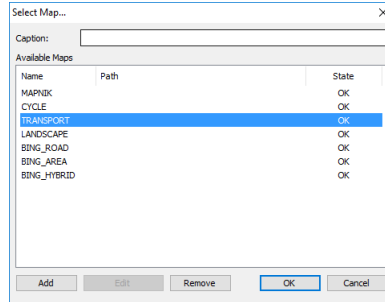 Select Map...
Caption:
Available Maps
Name Path State
MAPNIK OK
CYCLE OK
TRANSPORT OK
LANDSCAPE OK
BING_ROAD OK
BING_AREA OK
BING_HYBRID OK
Add Edit Remove OK Cancel